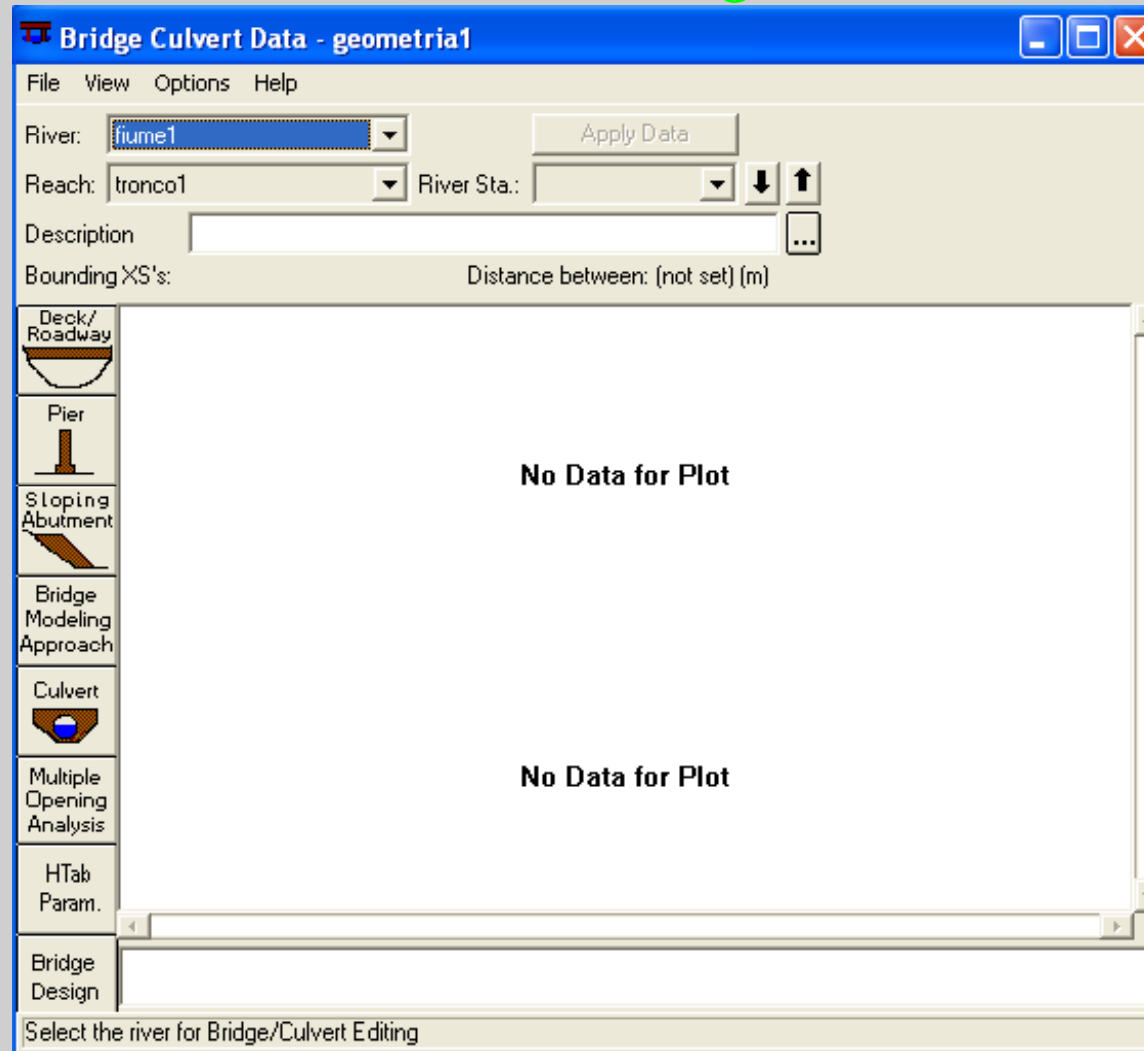 Bridge Culvert Data - geometria1
File View Options Help
River: fiume1 Apply Data
Reach: tronco1 River Sta.:
Description ...
Bounding XS's: Distance between: (not set) (m)
Deck/
Roadway
Pier
Sloping
Abutment
Bridge
Modeling
Approach
Culvert
Multiple
Opening
Analysis
HTab
Param.
Bridge
Design
No Data for Plot
No Data for Plot
Select the river for Bridge/Culvert Editing